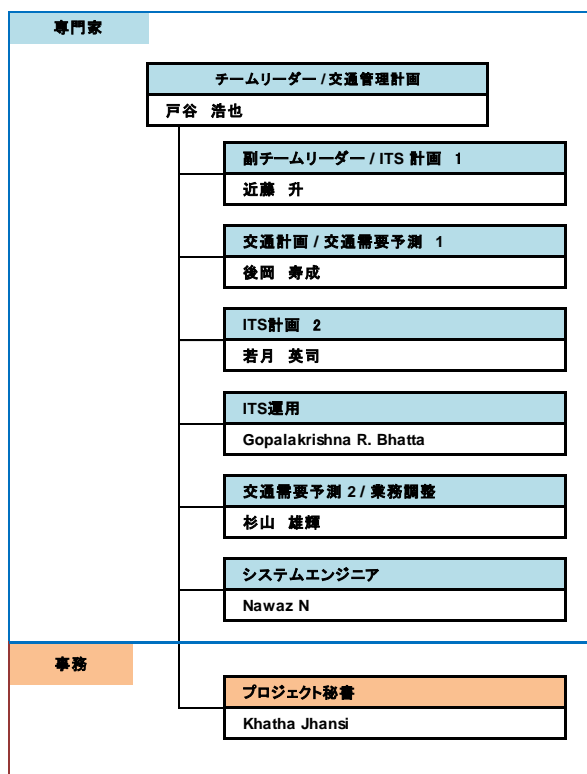 専門家
チームリーダー / 交通管理計画
戸谷 浩也
副チームリーダー / ITS 計画 1
近藤 升
交通計画 / 交通需要予測 1
後岡 寿成
ITS計画 2
若月 英司
ITS運用
Gopalakrishna R. Bhatta
交通需要予測 2 / 業務調整
杉山 雄輝
システムエンジニア
Nawaz N
事務
プロジェクト秘書
Khatha Jhansi